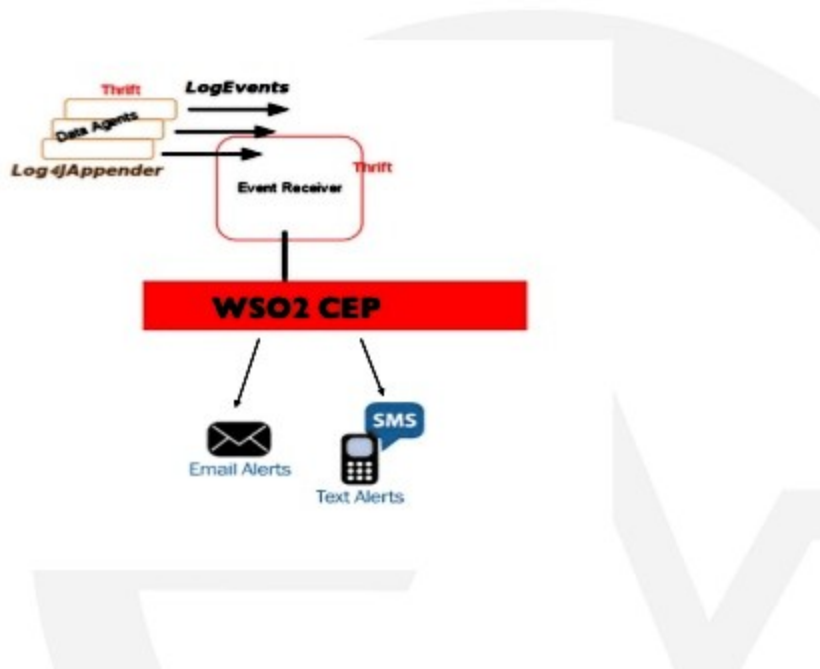 Thrift
LogEvents
Data Agents
Log4JAppender
Thrift
Event Receiver
WSO2 CEP
SMS
Email Alerts
Text Alerts